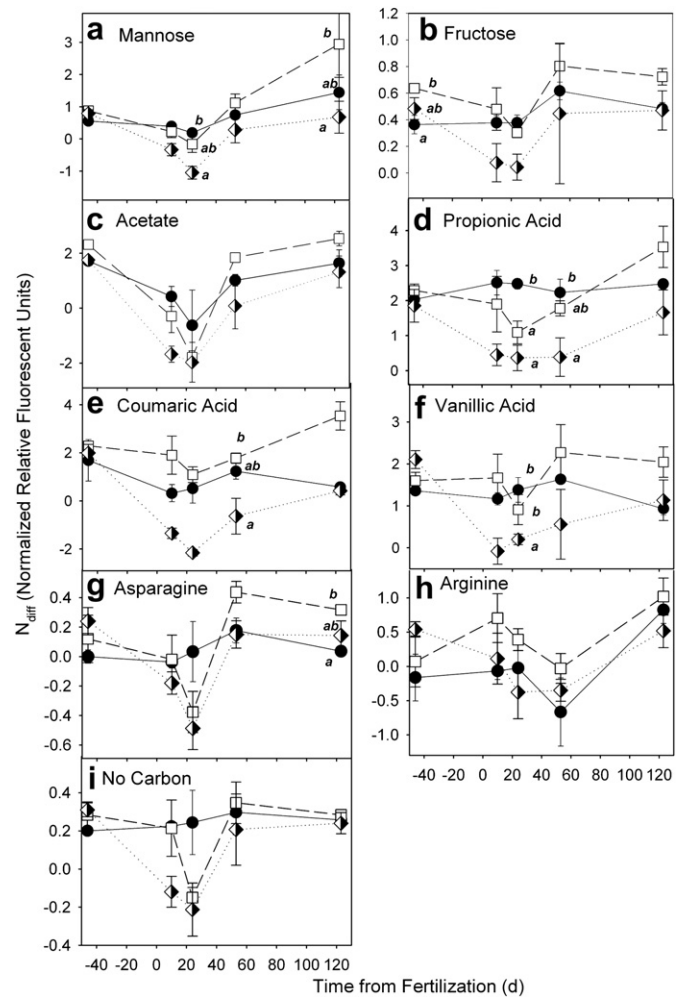 a Mannose
3
2
1
0
-1
b
ab
b
ab
a
b Fructose
1.2
1.0
0.8
0.6
0.4
0.2
0.0
b
ab
a
c Acetate
2
0
-2
d Propionic Acid
4
3
2
1
0
b
b
ab
a
a
e Coumaric Acid
4
2
0
-2
b
ab
a
f Vanillic Acid
3
2
1
0
b
b
a
g Asparagine
0.4
0.2
0.0
-0.2
-0.4
-0.6
b
ab
a
h Arginine
1.0
0.5
0.0
-0.5
-1.0
-40 -20 0 20 40 60 80 100 120
i No Carbon
0.4
0.2
0.0
-0.2
-0.4
-40 -20 0 20 40 60 80 100 120
Ndiff (Normalized Relative Fluorescent Units)
Time from Fertilization (d)